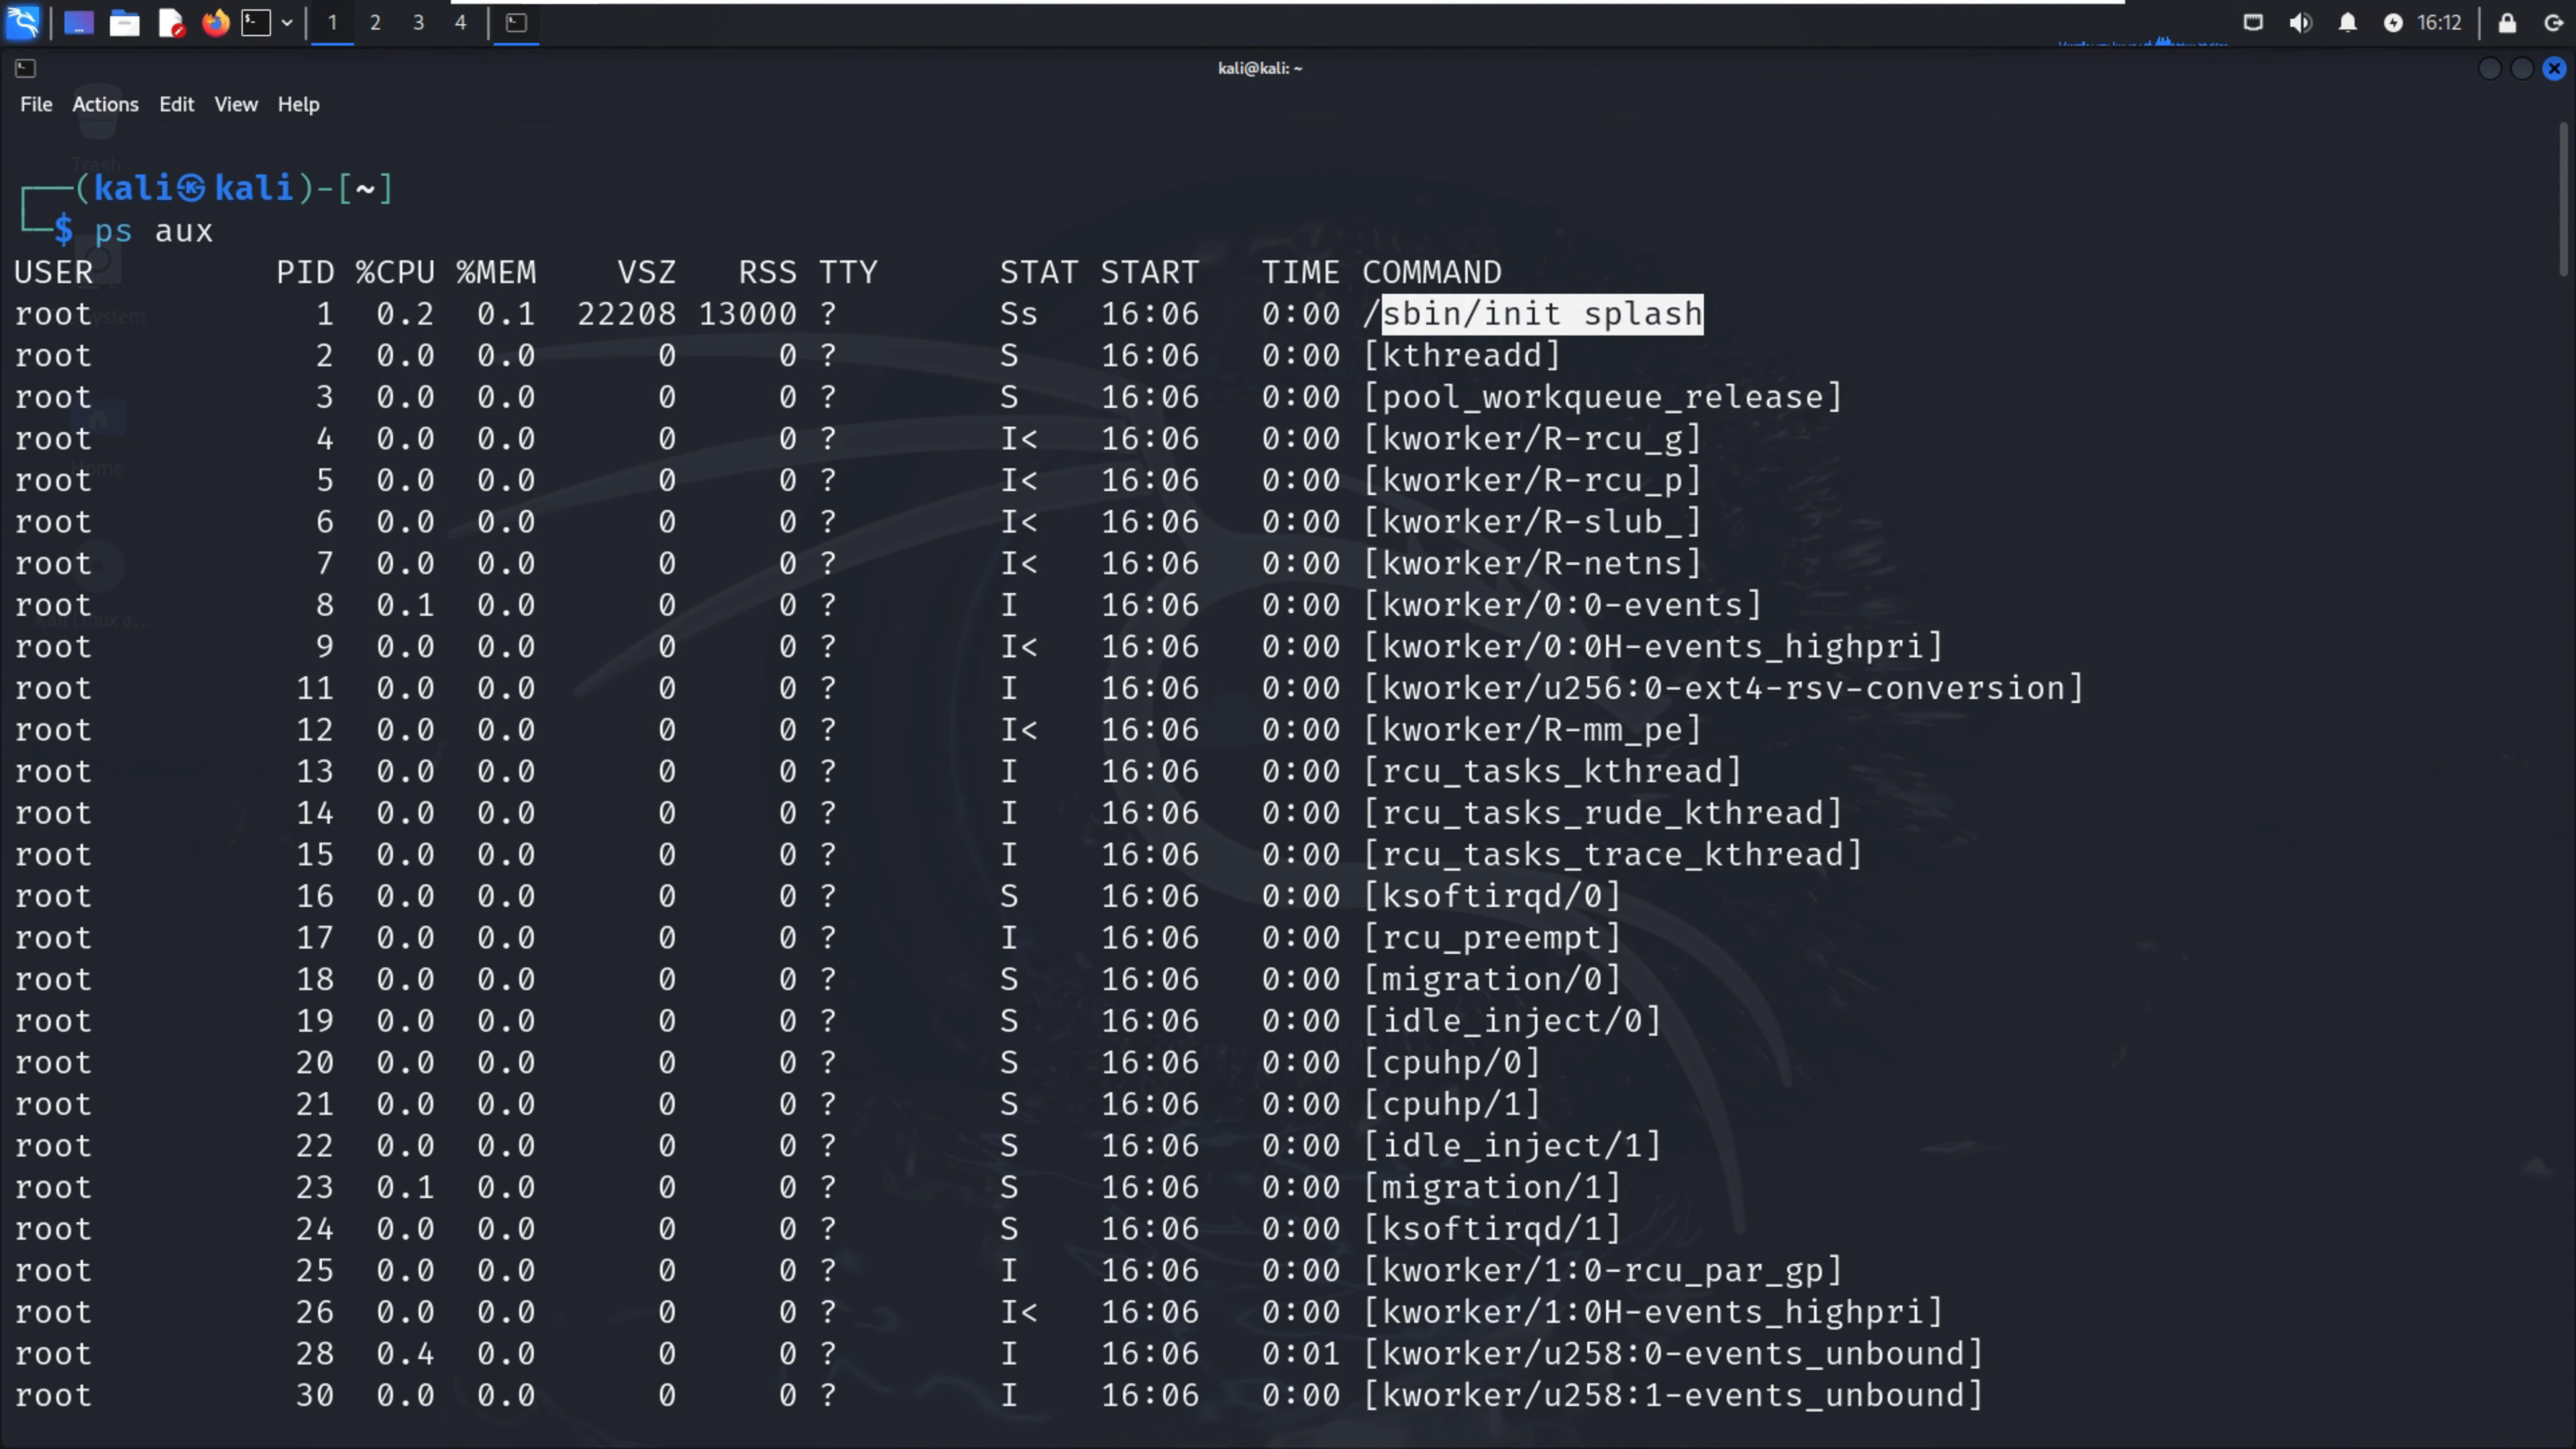 1 2 3 4 16:12
kali@kali: ~
File Actions Edit View Help
Trash
┌──(kali㉿kali)-[~]
└─$ ps aux
USER PID %CPU %MEM VSZ RSS TTY STAT START TIME COMMAND
root 1 0.2 0.1 22208 13000 ? Ss 16:06 0:00 /sbin/init splash
root 2 0.0 0.0 0 0 ? S 16:06 0:00 [kthreadd]
root 3 0.0 0.0 0 0 ? S 16:06 0:00 [pool_workqueue_release]
root 4 0.0 0.0 0 0 ? I< 16:06 0:00 [kworker/R-rcu_g]
root 5 0.0 0.0 0 0 ? I< 16:06 0:00 [kworker/R-rcu_p]
root 6 0.0 0.0 0 0 ? I< 16:06 0:00 [kworker/R-slub_]
root 7 0.0 0.0 0 0 ? I< 16:06 0:00 [kworker/R-netns]
root 8 0.1 0.0 0 0 ? I 16:06 0:00 [kworker/0:0-events]
root 9 0.0 0.0 0 0 ? I< 16:06 0:00 [kworker/0:0H-events_highpri]
root 11 0.0 0.0 0 0 ? I 16:06 0:00 [kworker/u256:0-ext4-rsv-conversion]
root 12 0.0 0.0 0 0 ? I< 16:06 0:00 [kworker/R-mm_pe]
root 13 0.0 0.0 0 0 ? I 16:06 0:00 [rcu_tasks_kthread]
root 14 0.0 0.0 0 0 ? I 16:06 0:00 [rcu_tasks_rude_kthread]
root 15 0.0 0.0 0 0 ? I 16:06 0:00 [rcu_tasks_trace_kthread]
root 16 0.0 0.0 0 0 ? S 16:06 0:00 [ksoftirqd/0]
root 17 0.0 0.0 0 0 ? I 16:06 0:00 [rcu_preempt]
root 18 0.0 0.0 0 0 ? S 16:06 0:00 [migration/0]
root 19 0.0 0.0 0 0 ? S 16:06 0:00 [idle_inject/0]
root 20 0.0 0.0 0 0 ? S 16:06 0:00 [cpuhp/0]
root 21 0.0 0.0 0 0 ? S 16:06 0:00 [cpuhp/1]
root 22 0.0 0.0 0 0 ? S 16:06 0:00 [idle_inject/1]
root 23 0.1 0.0 0 0 ? S 16:06 0:00 [migration/1]
root 24 0.0 0.0 0 0 ? S 16:06 0:00 [ksoftirqd/1]
root 25 0.0 0.0 0 0 ? I 16:06 0:00 [kworker/1:0-rcu_par_gp]
root 26 0.0 0.0 0 0 ? I< 16:06 0:00 [kworker/1:0H-events_highpri]
root 28 0.4 0.0 0 0 ? I 16:06 0:01 [kworker/u258:0-events_unbound]
root 30 0.0 0.0 0 0 ? I 16:06 0:00 [kworker/u258:1-events_unbound]